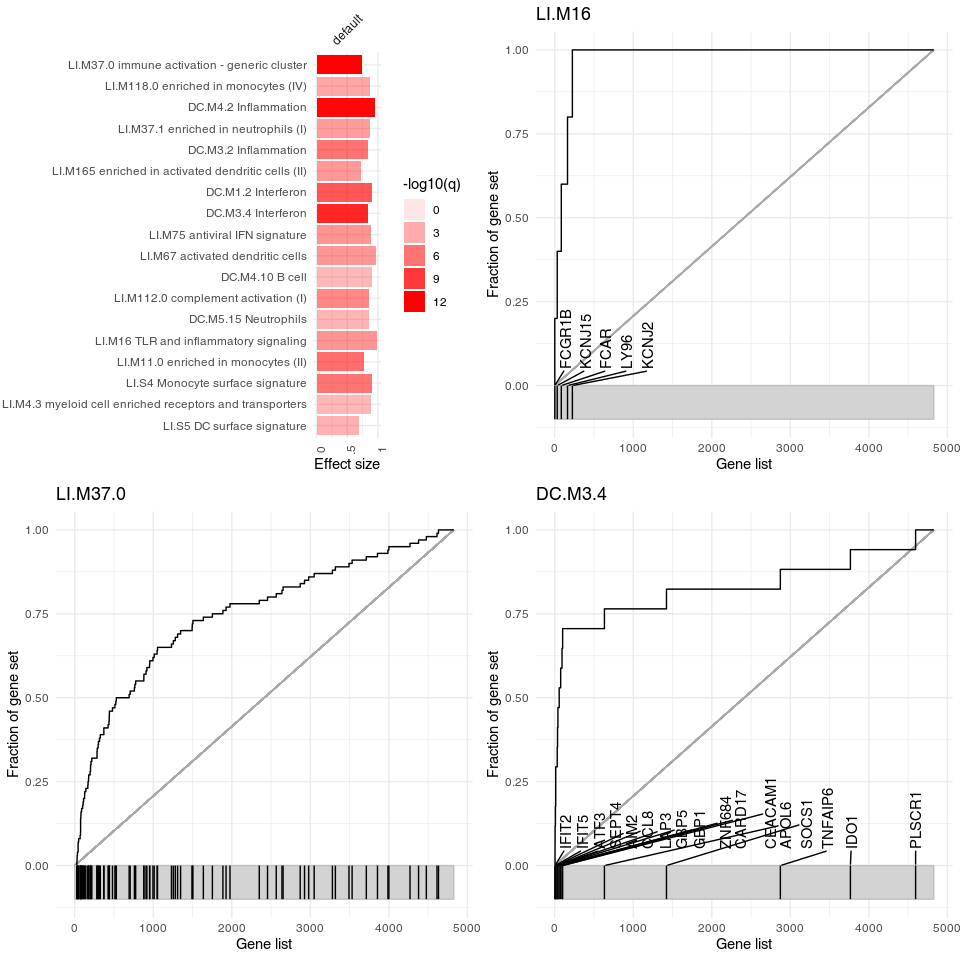 default
LI.M37.0 immune activation - generic cluster
LI.M118.0 enriched in monocytes (IV)
DC.M4.2 Inflammation
LI.M37.1 enriched in neutrophils (I)
DC.M3.2 Inflammation
LI.M165 enriched in activated dendritic cells (II)
DC.M1.2 Interferon
DC.M3.4 Interferon
LI.M75 antiviral IFN signature
LI.M67 activated dendritic cells
DC.M4.10 B cell
LI.M112.0 complement activation (I)
DC.M5.15 Neutrophils
LI.M16 TLR and inflammatory signaling
LI.M11.0 enriched in monocytes (II)
LI.S4 Monocyte surface signature
LI.M4.3 myeloid cell enriched receptors and transporters
LI.S5 DC surface signature
0 .5 1
Effect size
-log10(q)
0
3
6
9
12
LI.M16
Fraction of gene set
1.00
0.75
0.50
0.25
0.00
FCGR1B
KCNJ15
FCAR
LY96
KCNJ2
0 1000 2000 3000 4000 5000
Gene list
LI.M37.0
Fraction of gene set
1.00
0.75
0.50
0.25
0.00
0 1000 2000 3000 4000 5000
Gene list
DC.M3.4
Fraction of gene set
1.00
0.75
0.50
0.25
0.00
IFIT2
IFIT5
ATF3
SEPT4
AIM2
CCL8
LAP3
GBP5
GBP1
ZNF684
CARD17
CEACAM1
APOL6
SOCS1
TNFAIP6
IDO1
PLSCR1
0 1000 2000 3000 4000 5000
Gene list